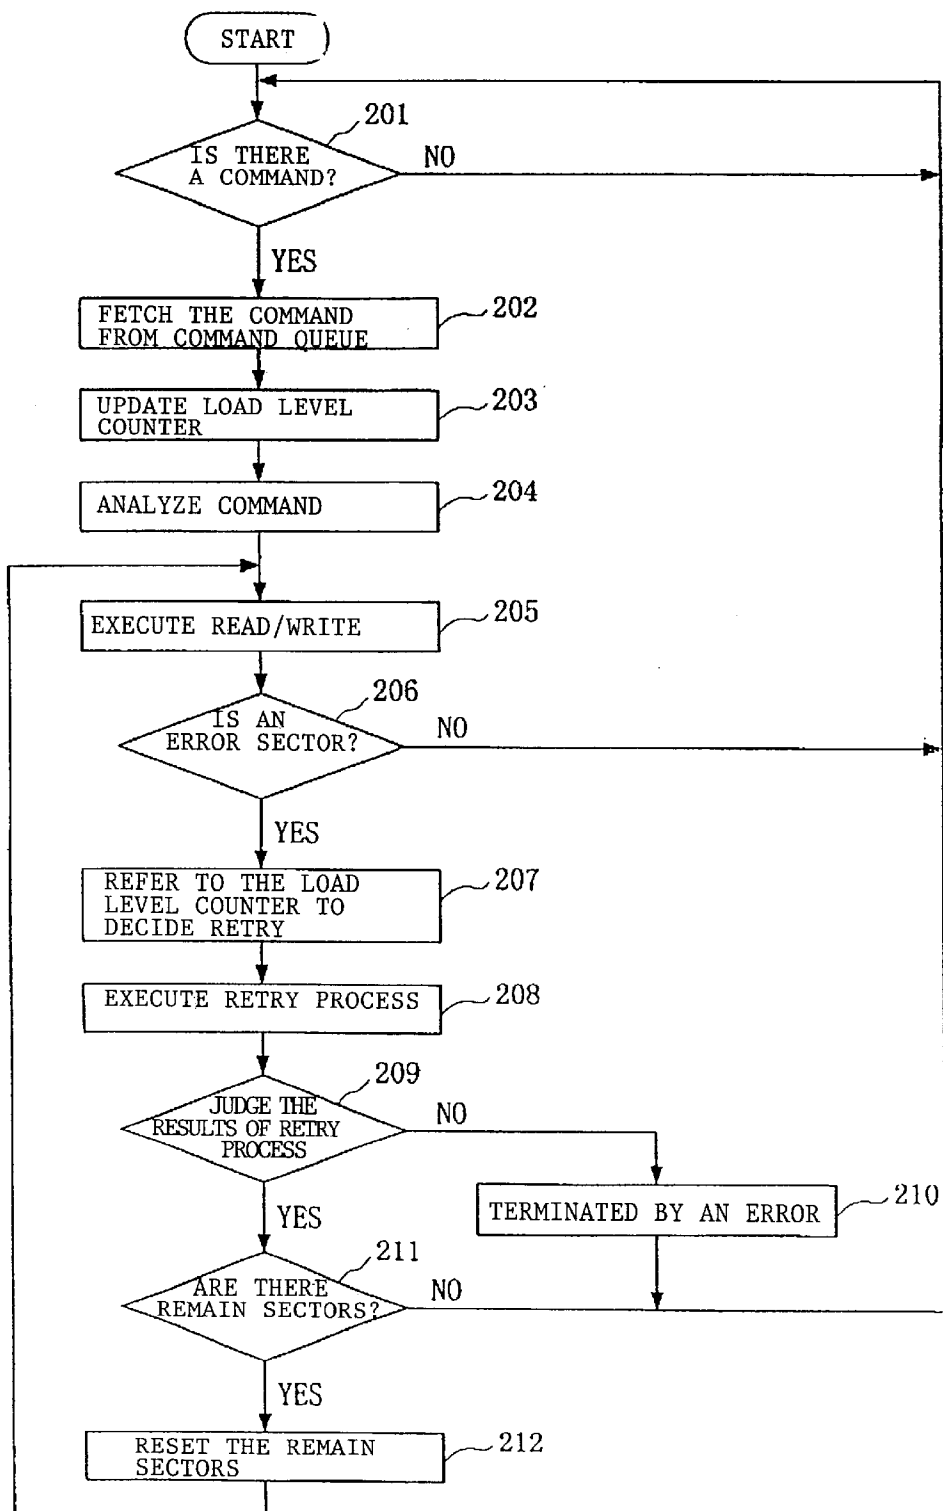 START
201
IS THERE
A COMMAND?
NO
YES
FETCH THE COMMAND
FROM COMMAND QUEUE
202
UPDATE LOAD LEVEL
COUNTER
203
ANALYZE COMMAND
204
EXECUTE READ/WRITE
205
206
IS AN
ERROR SECTOR?
NO
YES
REFER TO THE LOAD
LEVEL COUNTER TO
DECIDE RETRY
207
EXECUTE RETRY PROCESS
208
209
JUDGE THE
RESULTS OF RETRY
PROCESS
NO
YES
TERMINATED BY AN ERROR
210
211
ARE THERE
REMAIN SECTORS?
NO
YES
RESET THE REMAIN
SECTORS
212